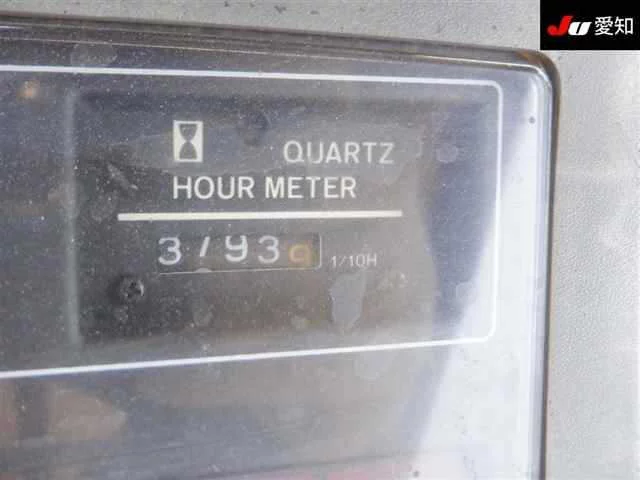 JU 愛知
QUARTZ
HOUR METER
1/10H